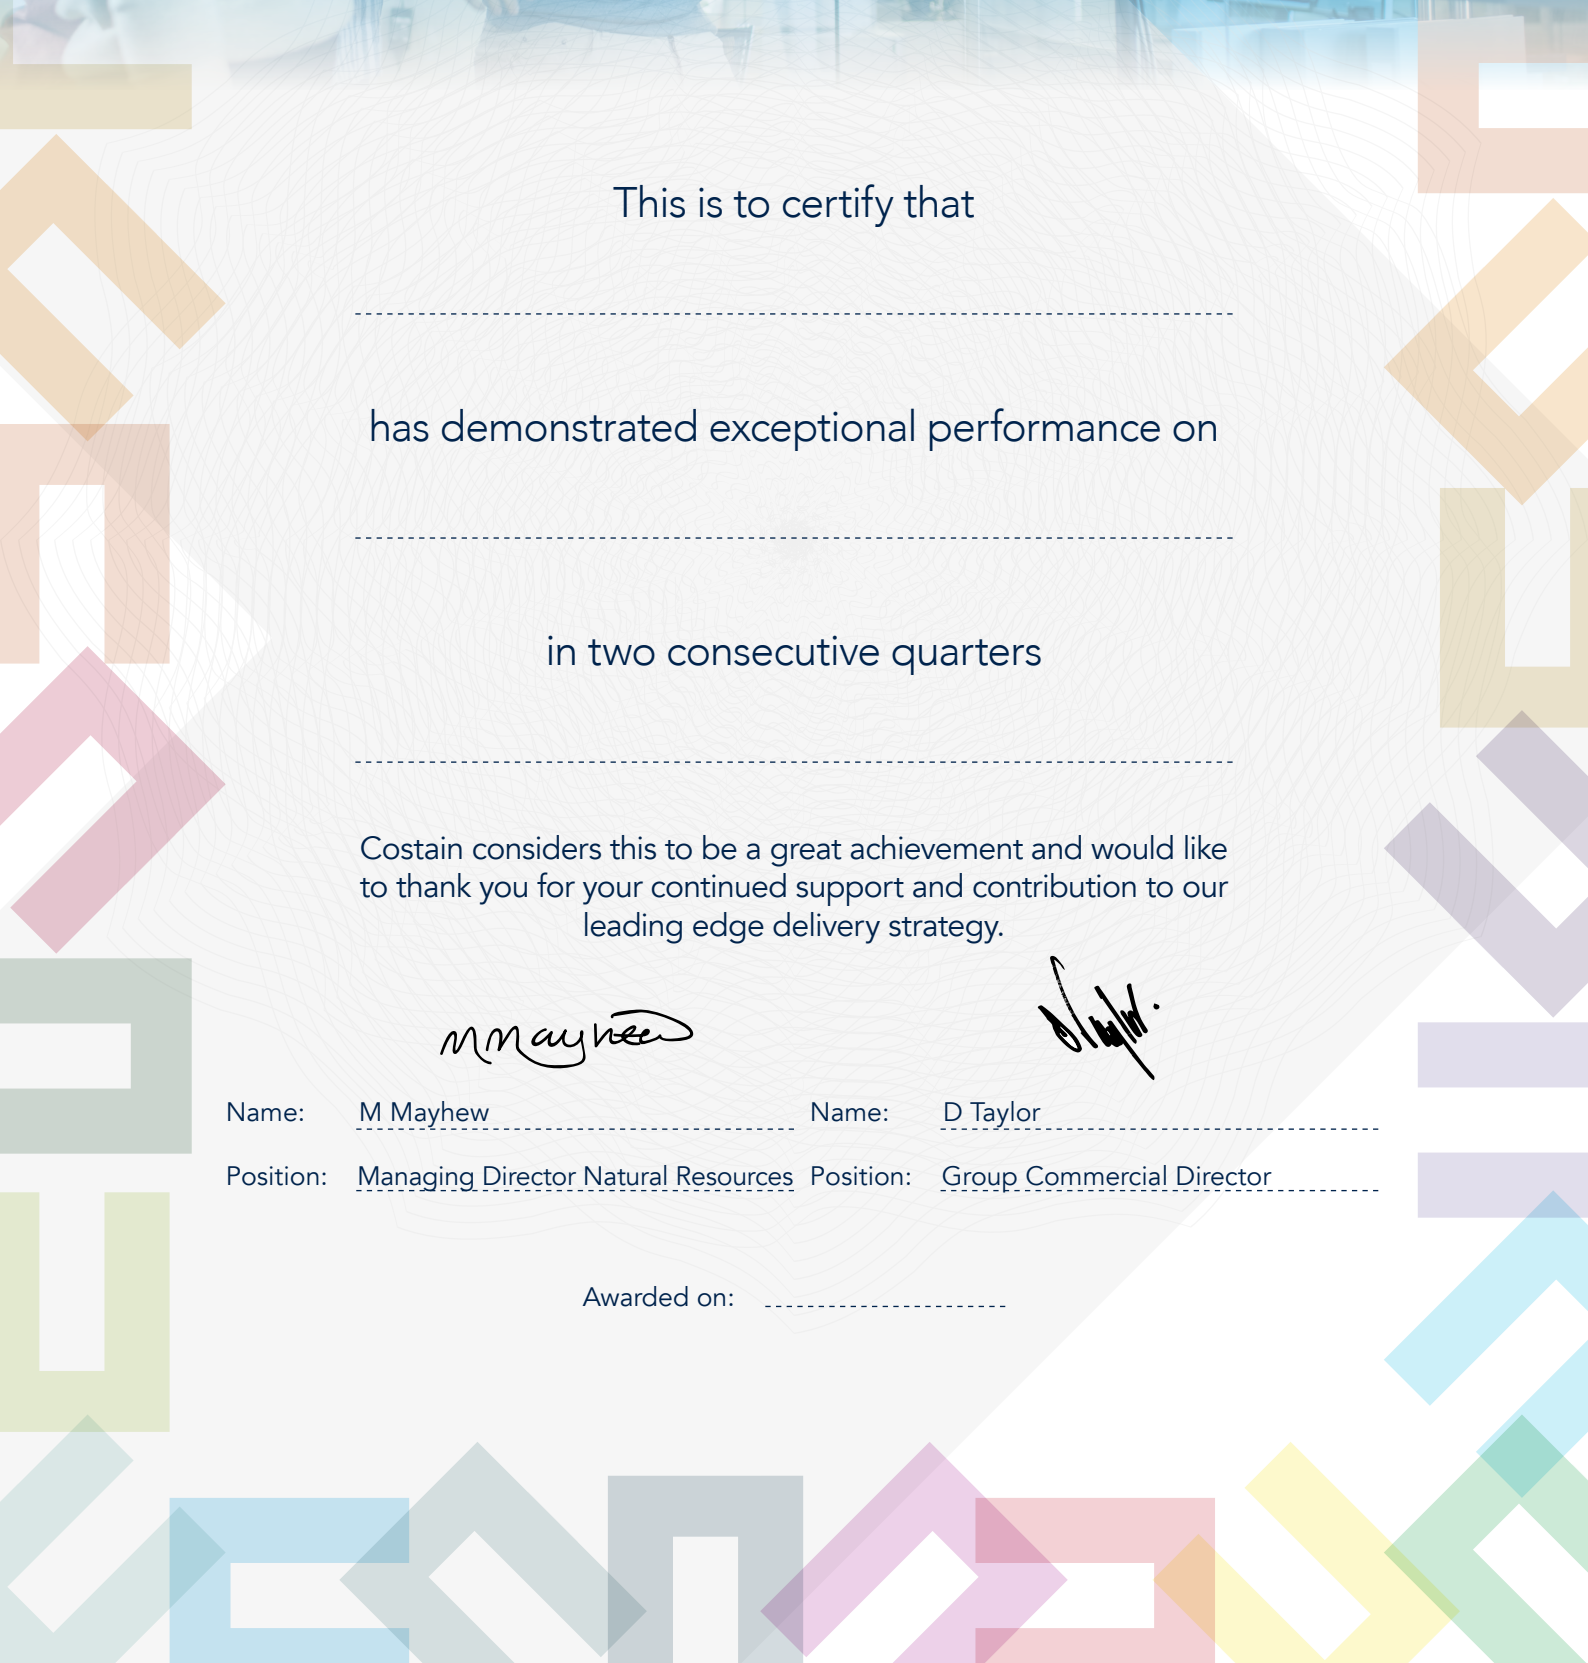 This is to certify that
has demonstrated exceptional performance on
in two consecutive quarters
Costain considers this to be a great achievement and would like
to thank you for your continued support and contribution to our
leading edge delivery strategy.
MMayhew
Name: M Mayhew Name: D Taylor
Position: Managing Director Natural Resources Position: Group Commercial Director
Awarded on: